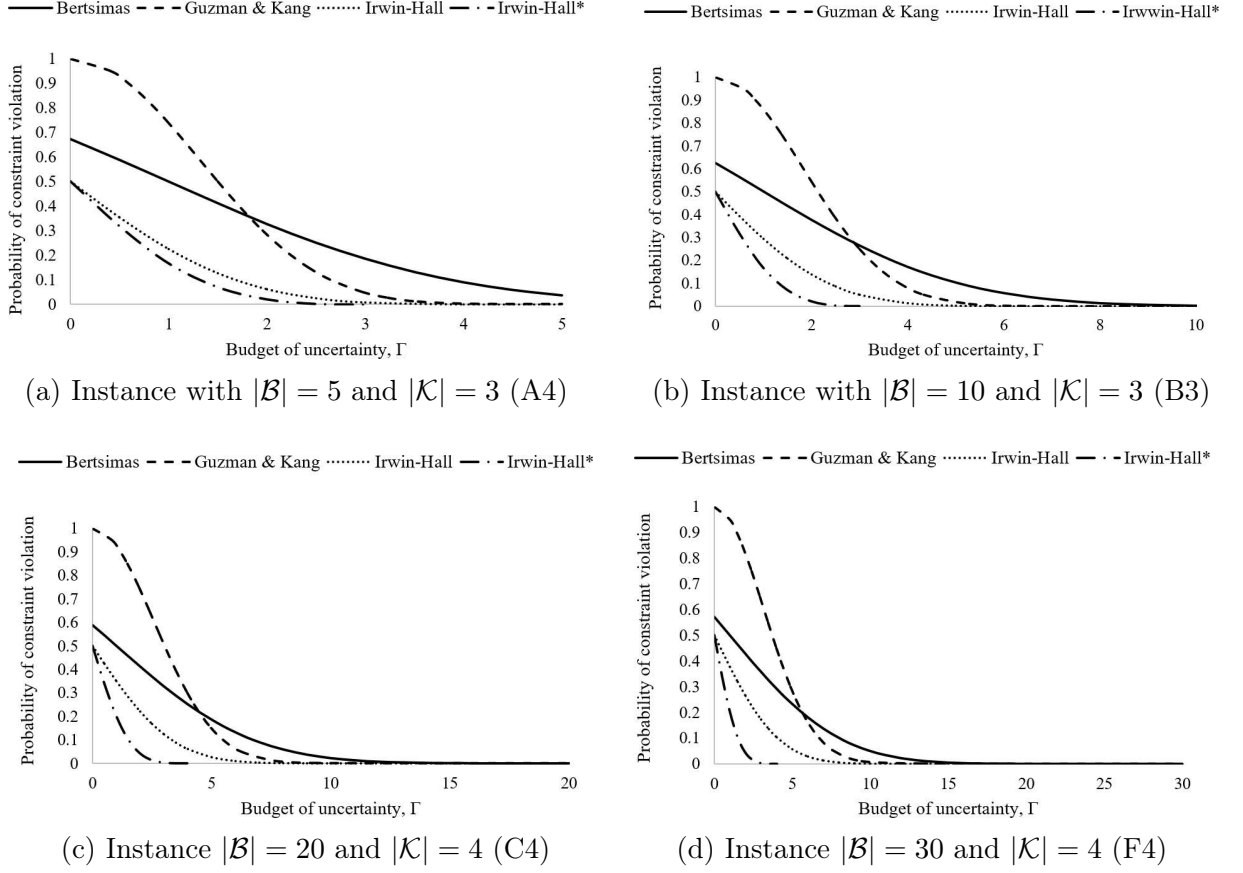 Bertsimas Guzman & Kang Irwin-Hall Irwin-Hall*
Probability of constraint violation
1
0.9
0.8
0.7
0.6
0.5
0.4
0.3
0.2
0.1
0
0 1 2 3 4 5
Budget of uncertainty, Γ
(a) Instance with |ℬ| = 5 and |𝒦| = 3 (A4)
Bertsimas Guzman & Kang Irwin-Hall Irwwin-Hall*
Probability of constraint violation
1
0.9
0.8
0.7
0.6
0.5
0.4
0.3
0.2
0.1
0
0 2 4 6 8 10
Budget of uncertainty, Γ
(b) Instance with |ℬ| = 10 and |𝒦| = 3 (B3)
Bertsimas Guzman & Kang Irwin-Hall Irwin-Hall*
Probability of constraint violation
1
0.9
0.8
0.7
0.6
0.5
0.4
0.3
0.2
0.1
0
0 5 10 15 20
Budget of uncertainty, Γ
(c) Instance |ℬ| = 20 and |𝒦| = 4 (C4)
Bertsimas Guzman & Kang Irwin-Hall Irwin-Hall*
Probability of constraint violation
1
0.9
0.8
0.7
0.6
0.5
0.4
0.3
0.2
0.1
0
0 5 10 15 20 25 30
Budget of uncertainty, Γ
(d) Instance |ℬ| = 30 and |𝒦| = 4 (F4)